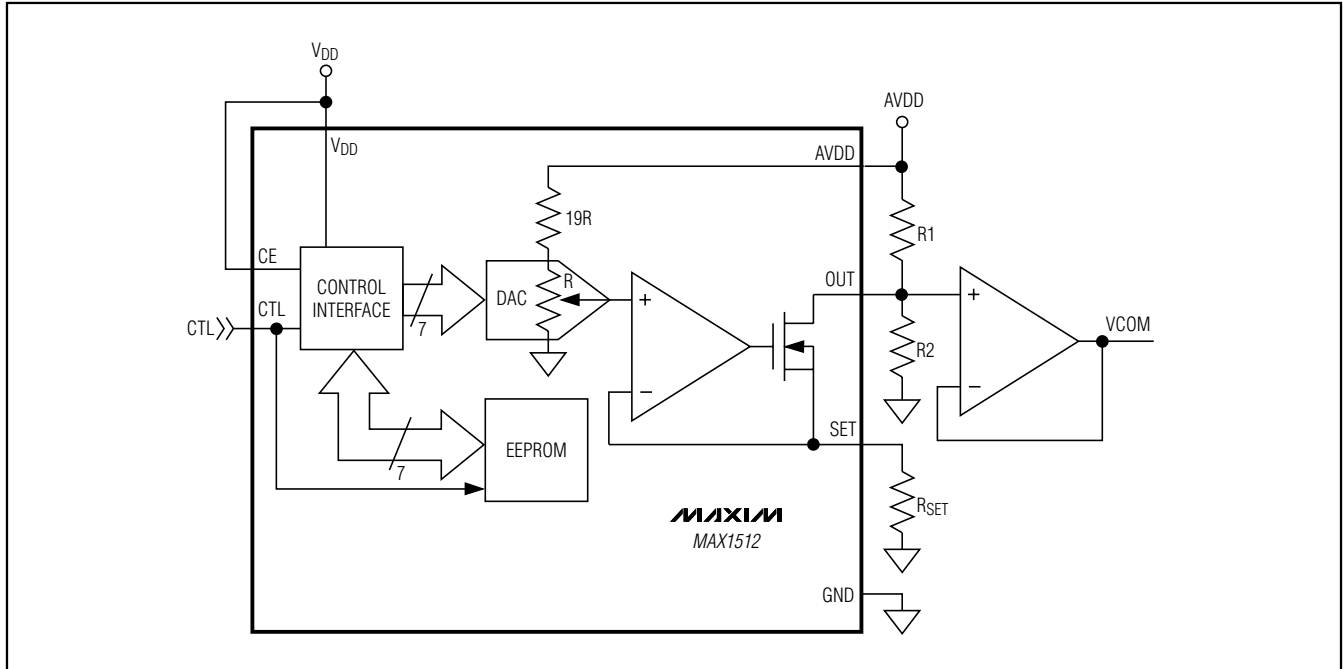 VDD
AVDD
VDD
AVDD
19R
R1
CE
CONTROL
INTERFACE
7
DAC
R
+
OUT
+
CTL
CTL
VCOM
R2
−
−
SET
7
EEPROM
RSET
MAXIM
MAX1512
GND